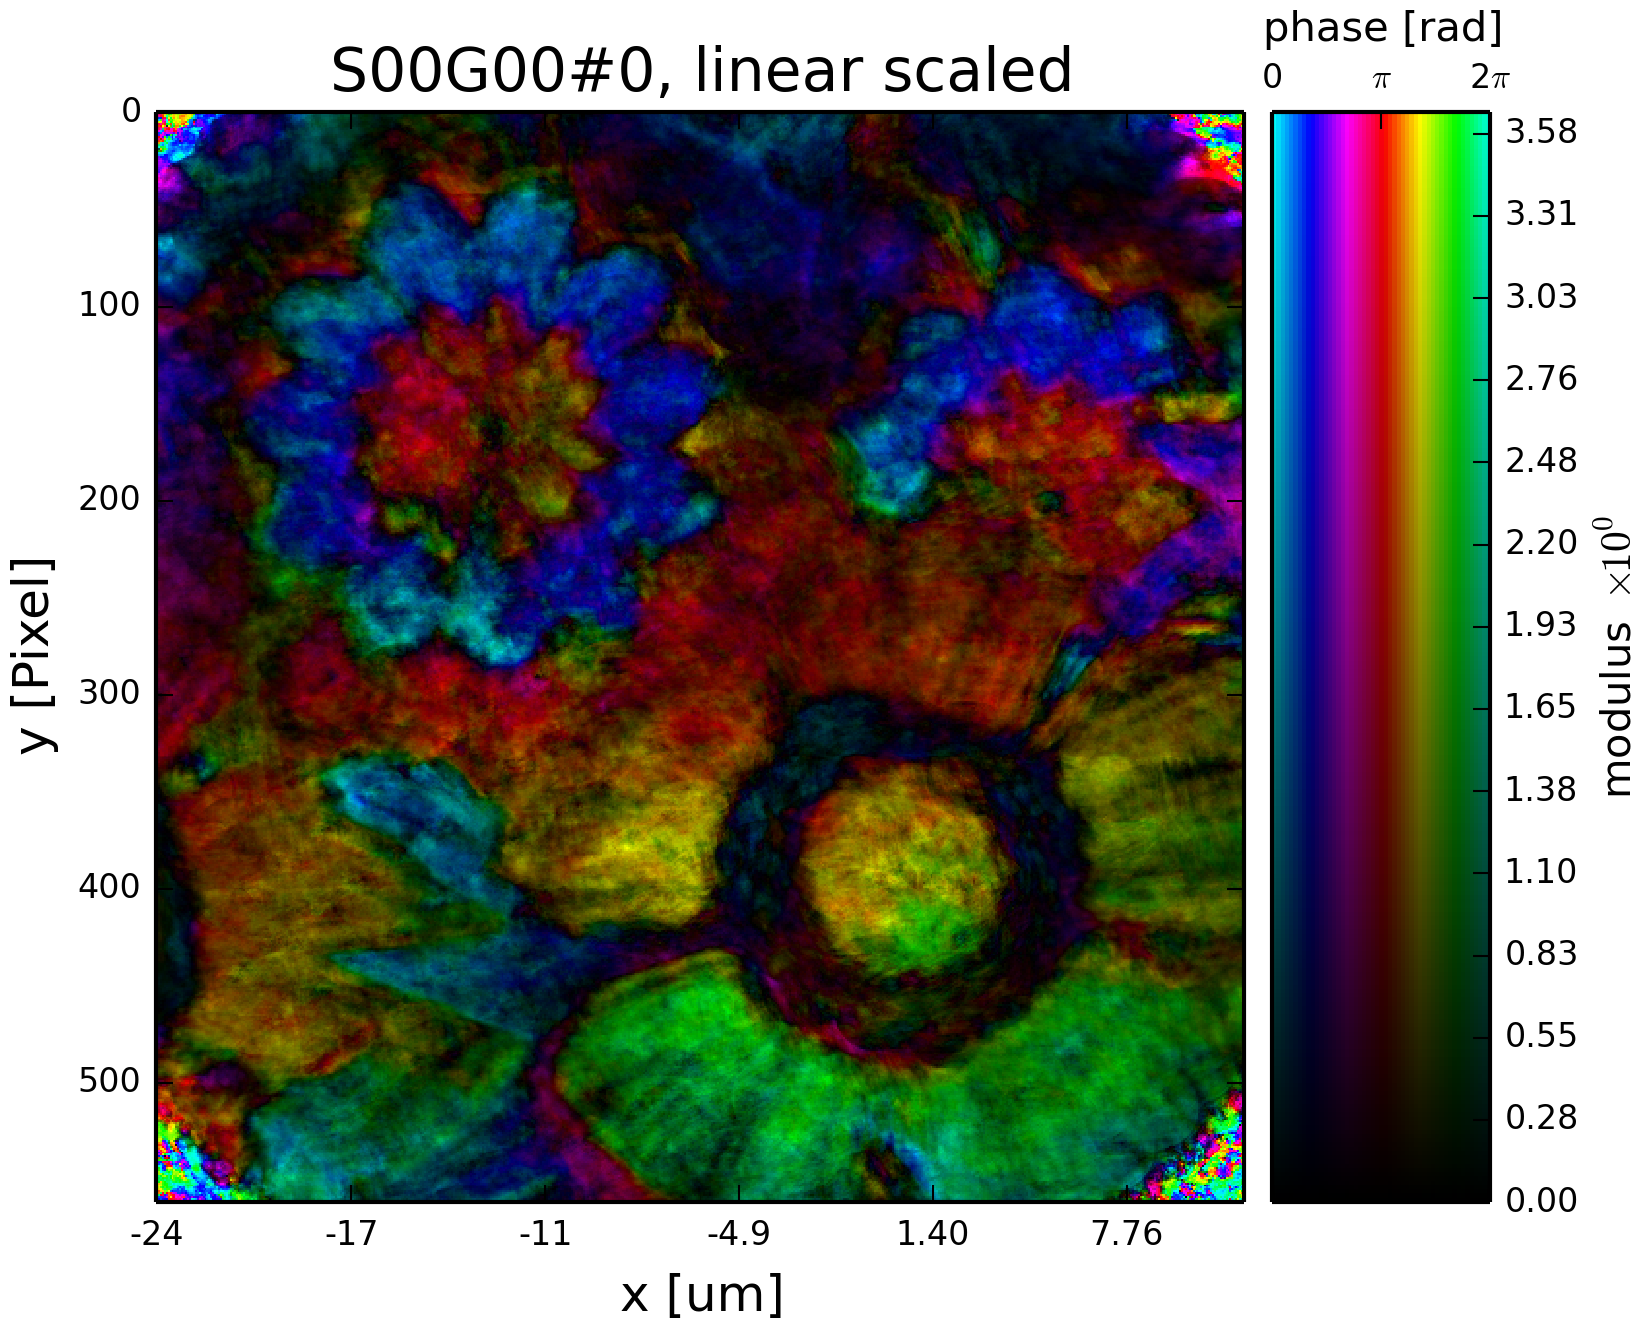 phase [rad]
S00G00#0, linear scaled
0 π 2π
0
100
200
300
400
500
y [Pixel]
-24 -17 -11 -4.9 1.40 7.76
x [um]
3.58
3.31
3.03
2.76
2.48
2.20
1.93
1.65
1.38
1.10
0.83
0.55
0.28
0.00
modulus ×10⁰